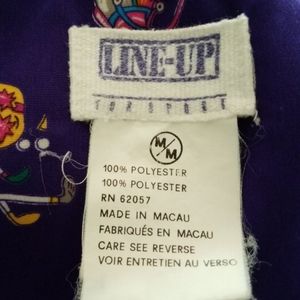 LINE-UP
FOR SPORT
M/M
100% POLYESTER
100% POLYESTER
RN 62057
MADE IN MACAU
FABRIQUÉS EN MACAU
CARE SEE REVERSE
VOIR ENTRETIEN AU VERSO